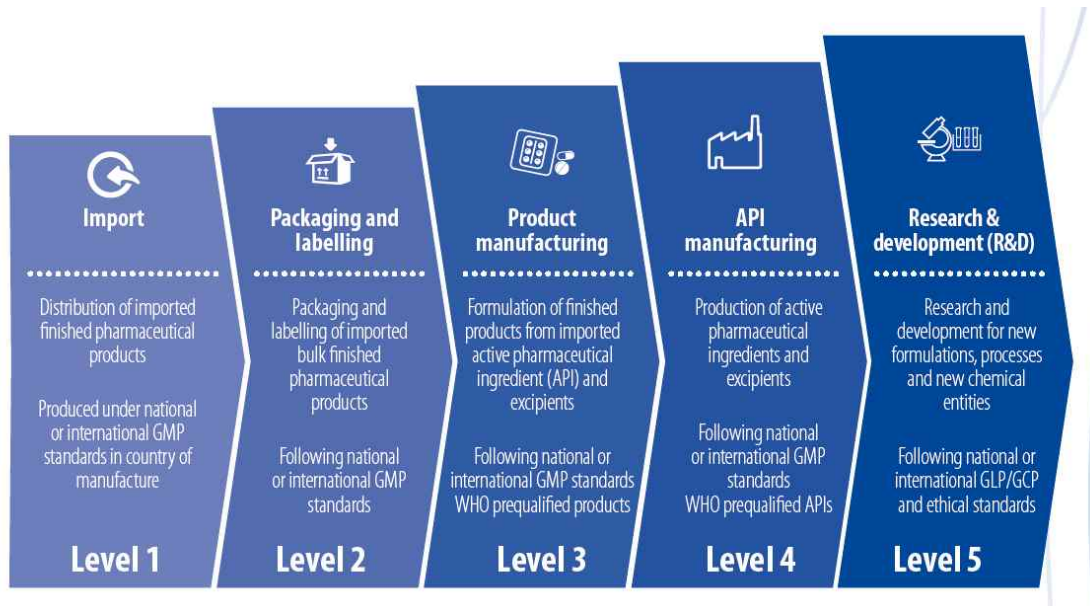 Import
Distribution of imported
finished pharmaceutical
products
Produced under national
or international GMP
standards in country of
manufacture
Level 1
Packaging and
labelling
Packaging and
labelling of imported
bulk finished
pharmaceutical
products
Following national
or international GMP
standards
Level 2
Product
manufacturing
Formulation of finished
products from imported
active pharmaceutical
ingredient (API) and
excipients
Following national or
international GMP standards
WHO prequalified products
Level 3
API
manufacturing
Production of active
pharmaceutical
ingredients and
excipients
Following national
or international GMP
standards
WHO prequalified APIs
Level 4
Research &
development (R&D)
Research and
development for new
formulations, processes
and new chemical
entities
Following national or
international GLP/GCP
and ethical standards
Level 5